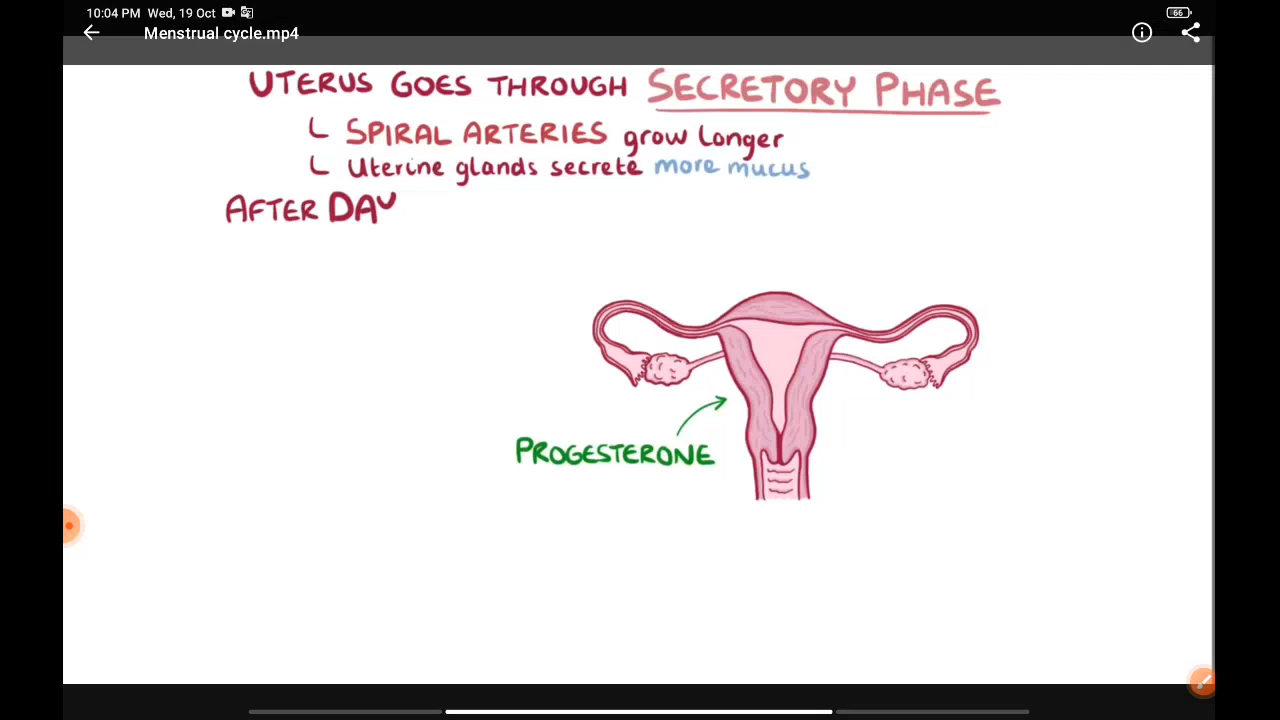 10:04 PM Wed, 19 Oct
66
Menstrual cycle.mp4
UTERUS GOES THROUGH SECRETORY PHASE
SPIRAL ARTERIES grow longer
Uterine glands secrete more mucus
AFTER
PROGESTERONE